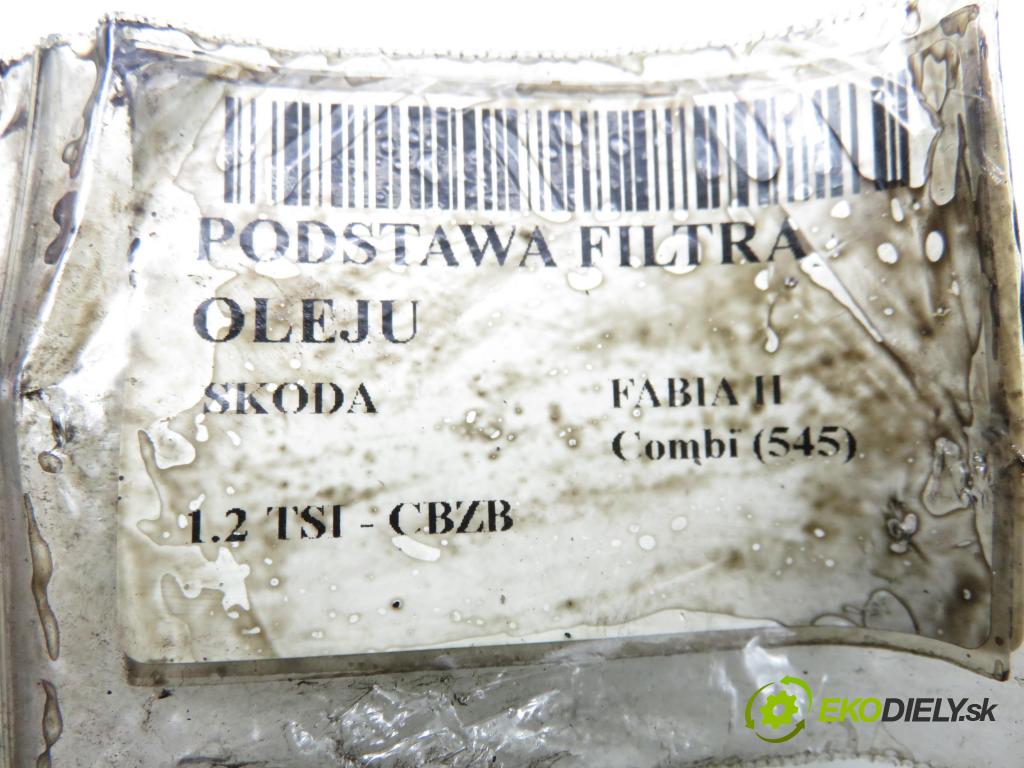 PODSTAWA FILTRA
OLEJU
SKODA FABIA II
Combi (545)
1.2 TSI - CBZB
EKODIELY.sk